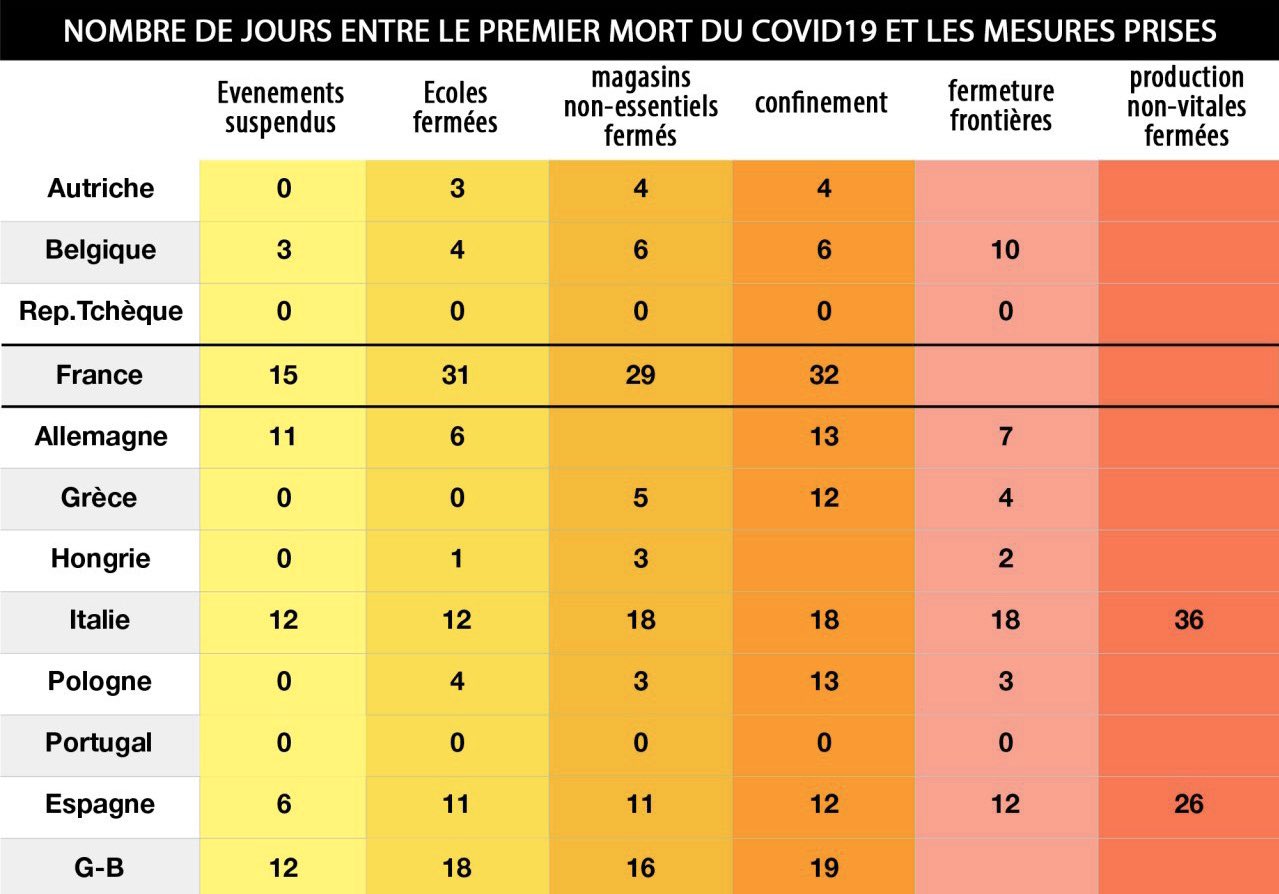 NOMBRE DE JOURS ENTRE LE PREMIER MORT DU COVID19 ET LES MESURES PRISES
Evenements suspendus
Ecoles fermées
magasins non-essentiels fermés
confinement
fermeture frontières
production non-vitales fermées
Autriche 0 3 4 4
Belgique 3 4 6 6 10
Rep.Tchèque 0 0 0 0 0
France 15 31 29 32
Allemagne 11 6 13 7
Grèce 0 0 5 12 4
Hongrie 0 1 3 2
Italie 12 12 18 18 18 36
Pologne 0 4 3 13 3
Portugal 0 0 0 0 0
Espagne 6 11 11 12 12 26
G-B 12 18 16 19